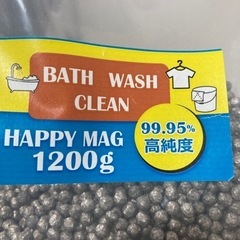 BATH WASH
CLEAN
HAPPY MAG
1200g
99.95%
高純度